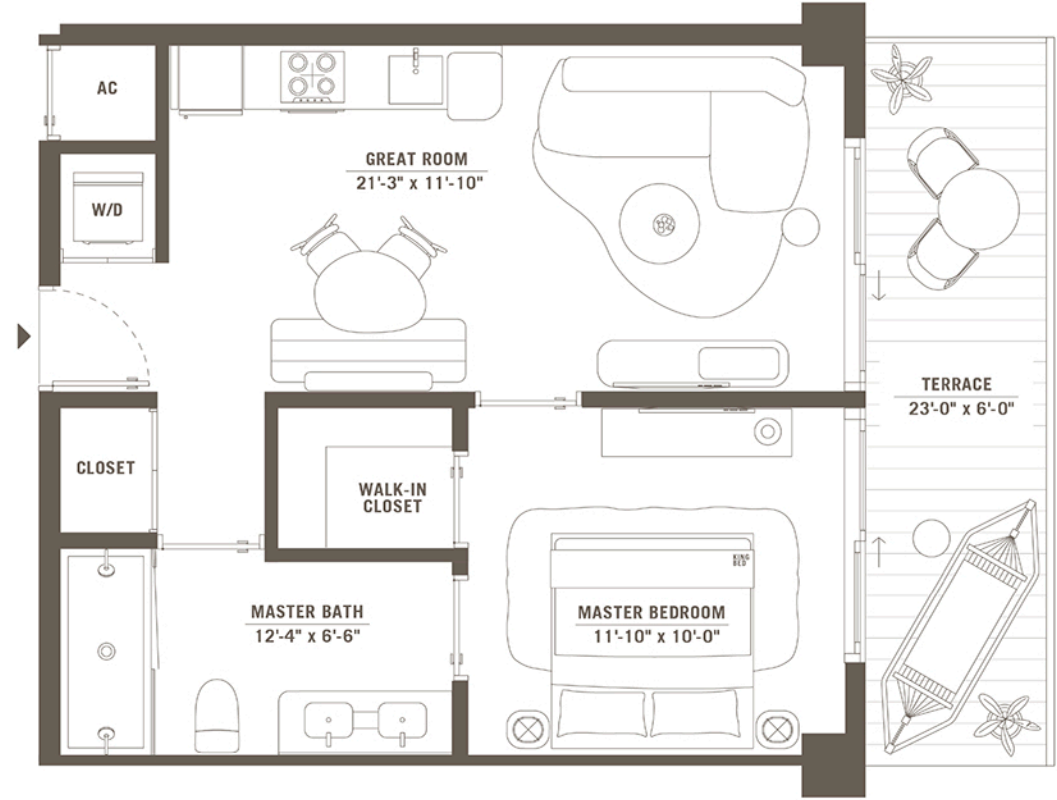 AC
W/D
GREAT ROOM
21'-3" x 11'-10"
TERRACE
23'-0" x 6'-0"
CLOSET
WALK-IN
CLOSET
KING
BED
MASTER BATH
12'-4" x 6'-6"
MASTER BEDROOM
11'-10" x 10'-0"